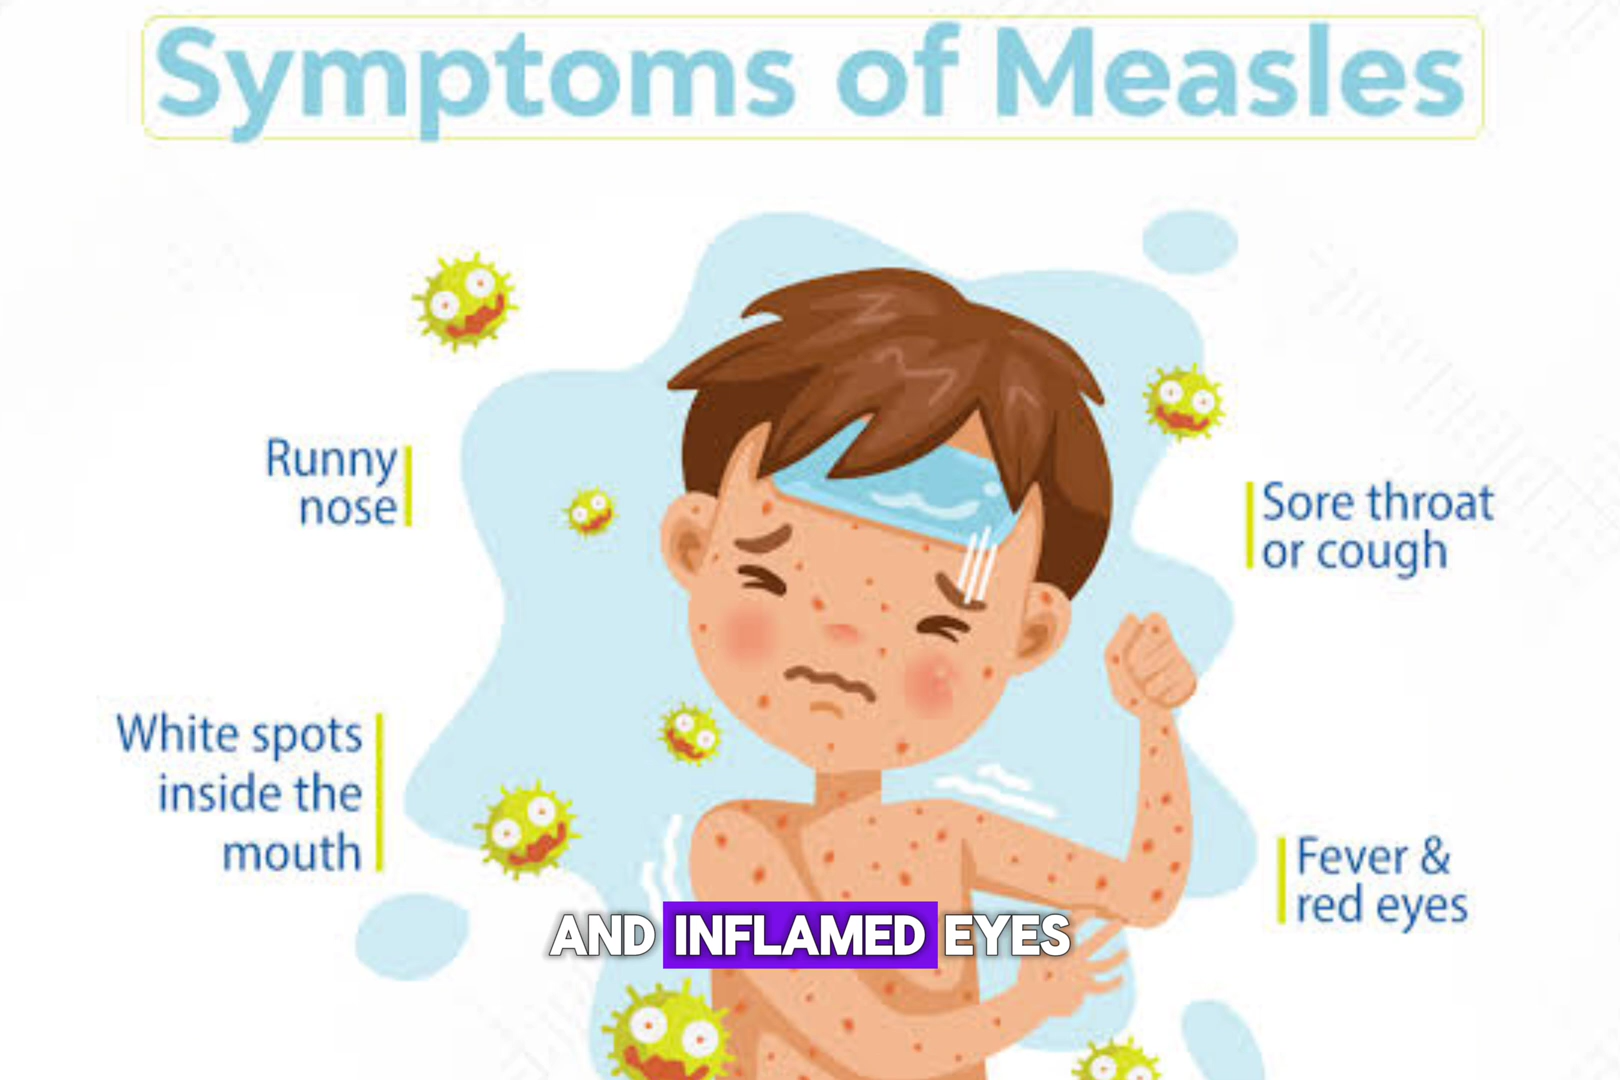 Symptoms of Measles
Runny
nose
Sore throat
or cough
White spots
inside the
mouth
Fever &
red eyes
AND INFLAMED EYES